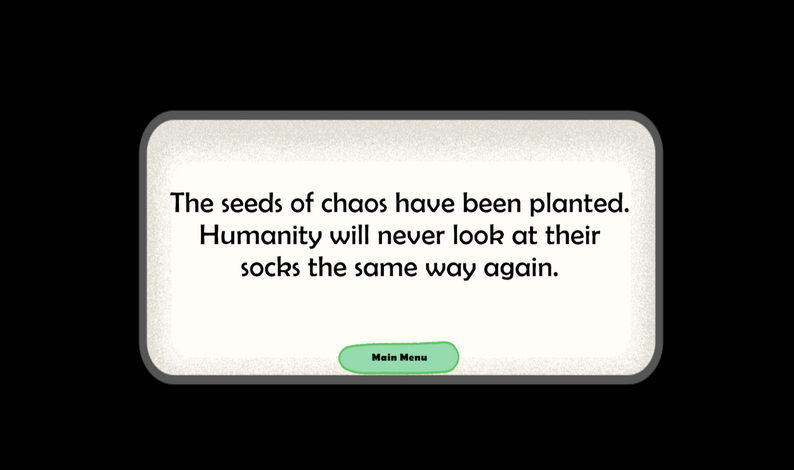 The seeds of chaos have been planted.
Humanity will never look at their
socks the same way again.
Main Menu